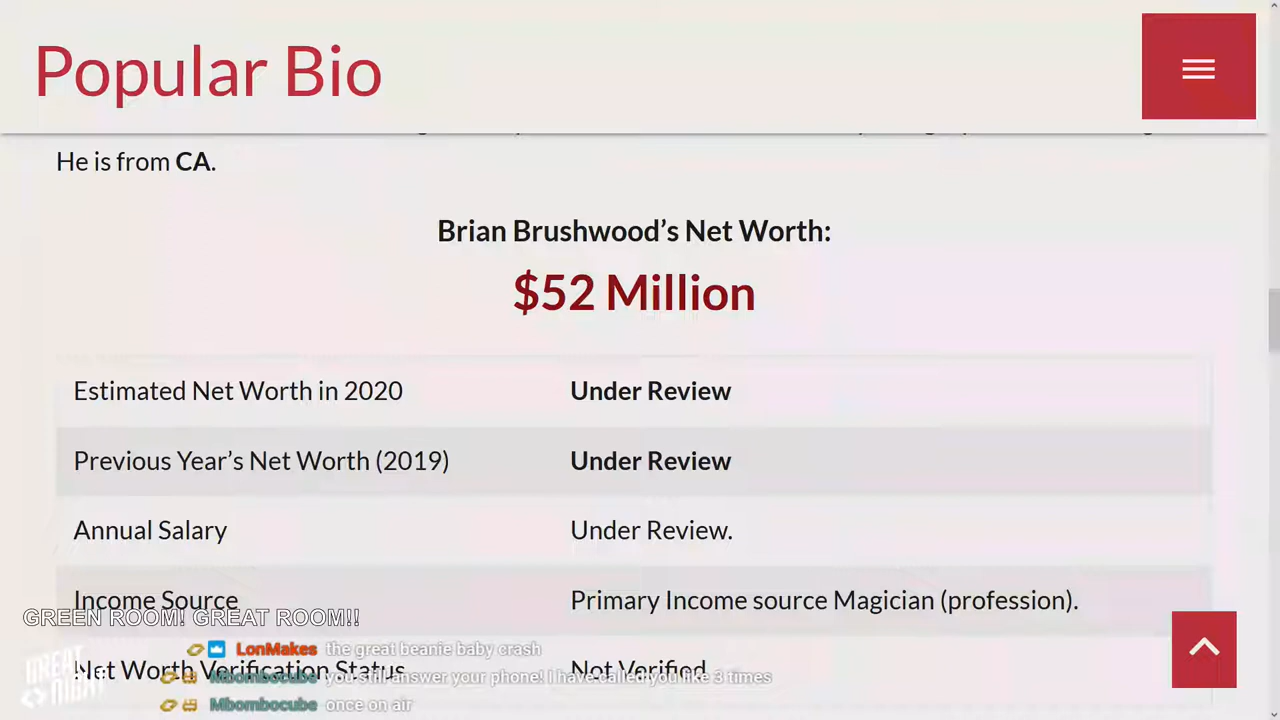 Popular Bio
He is from CA.
Brian Brushwood’s Net Worth:
$52 Million
Estimated Net Worth in 2020 Under Review
Previous Year’s Net Worth (2019) Under Review
Annual Salary Under Review.
Income Source Primary Income source Magician (profession).
GREEN ROOM! GREAT ROOM!!
LonMakes the great beanie baby crash
Net Worth Verification Status Not Verified
Mbombocube you still answer your phone! I have called you like 3 times
Mbombocube once on air
GREAT NIGHT